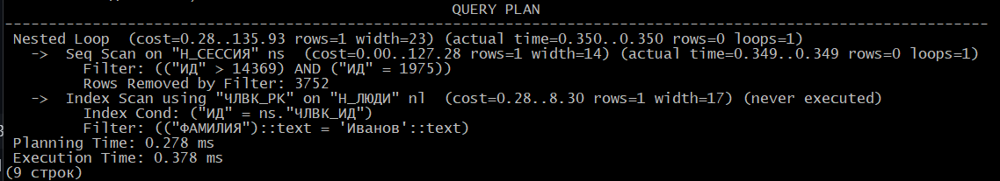 QUERY PLAN
-----------------------------------------------------------------------------------------------------------------
Nested Loop  (cost=0.28..135.93 rows=1 width=23) (actual time=0.350..0.350 rows=0 loops=1)
  ->  Seq Scan on "Н_СЕССИЯ" ns  (cost=0.00..127.28 rows=1 width=14) (actual time=0.349..0.349 rows=0 loops=1)
        Filter: (("ИД" > 14369) AND ("ИД" = 1975))
        Rows Removed by Filter: 3752
  ->  Index Scan using "ЧЛВК_PK" on "Н_ЛЮДИ" nl  (cost=0.28..8.30 rows=1 width=17) (never executed)
        Index Cond: ("ИД" = ns."ЧЛВК_ИД")
        Filter: (("ФАМИЛИЯ")::text = 'Иванов'::text)
Planning Time: 0.278 ms
Execution Time: 0.378 ms
(9 строк)